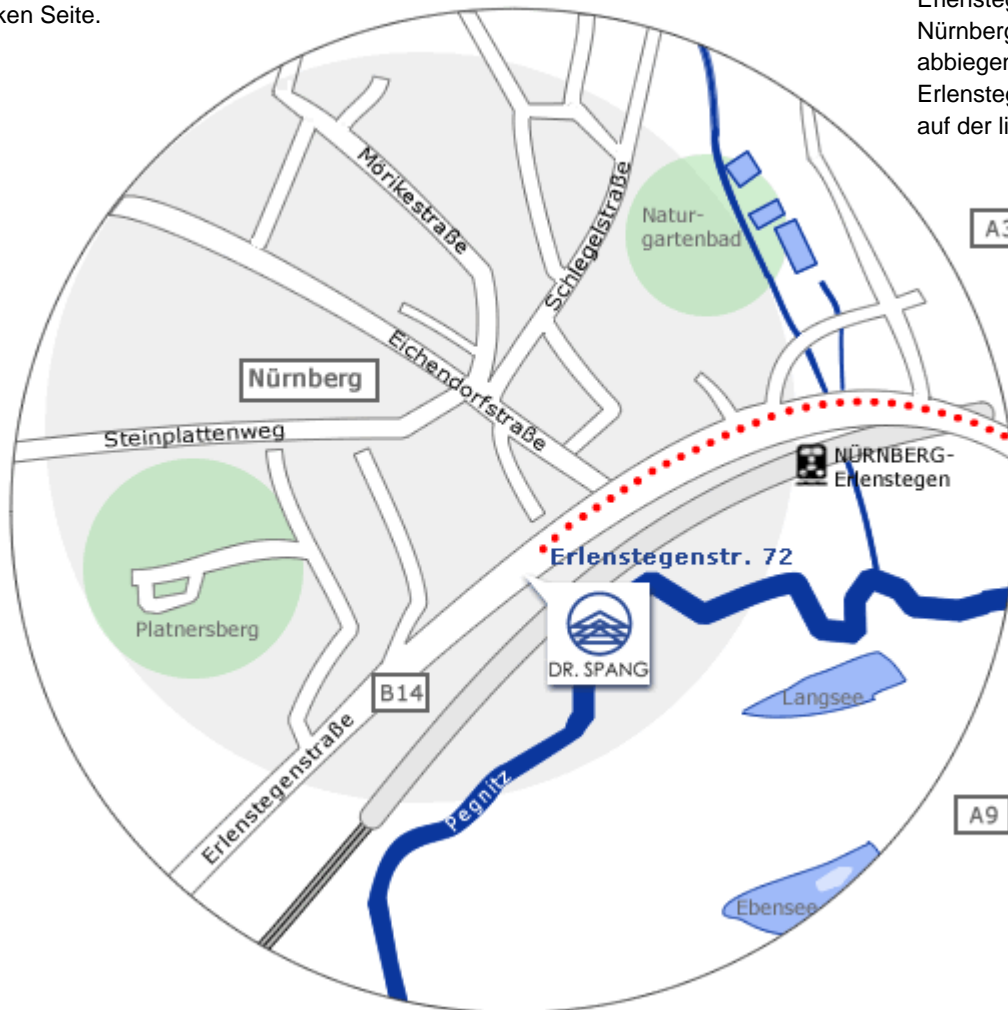 ken Seite.
Nürnberg
abbiegen
auf der li
Mörikestraße
Schlegelstraße
Natur-
gartenbad
A3
Eichendorfstraße
Nürnberg
Steinplattenweg
NÜRNBERG-
Erlenstegen
Erlenstegenstr. 72
Platnersberg
DR. SPANG
B14
Langsee
Erlenstegenstraße
Pegnitz
A9
Ebensee